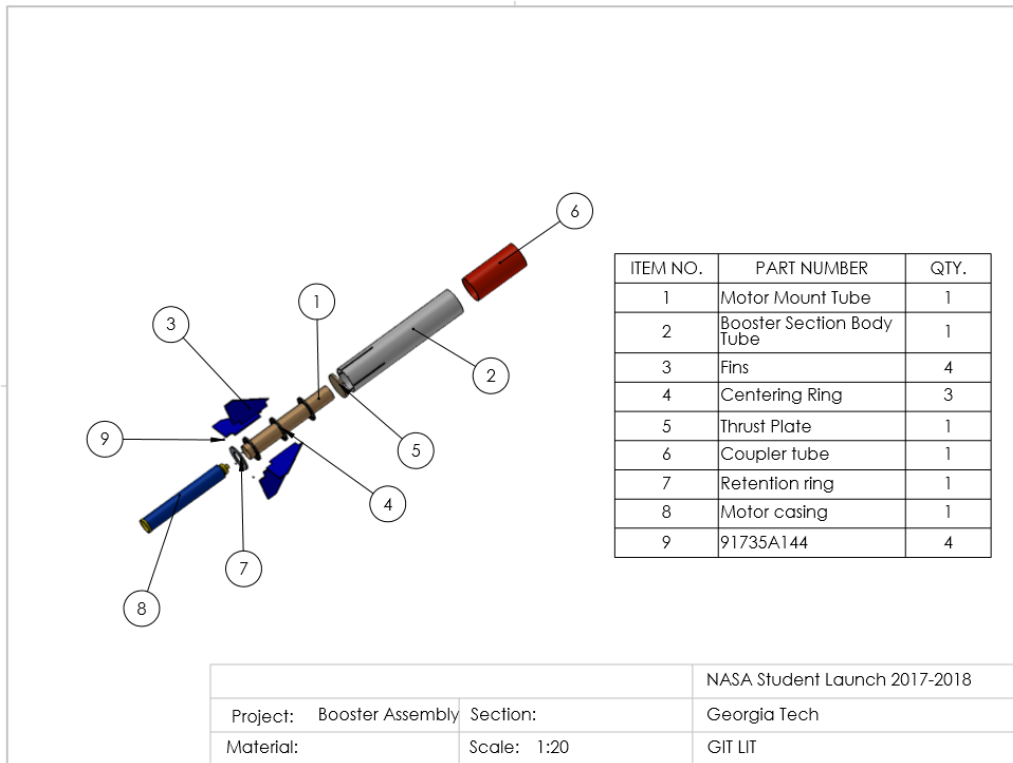 6
1
3
2
9
5
4
7
8
ITEM NO. PART NUMBER QTY.
1 Motor Mount Tube 1
2 Booster Section Body Tube 1
3 Fins 4
4 Centering Ring 3
5 Thrust Plate 1
6 Coupler tube 1
7 Retention ring 1
8 Motor casing 1
9 91735A144 4
NASA Student Launch 2017-2018
Project: Booster Assembly Section: Georgia Tech
Material: Scale: 1:20 GIT LIT